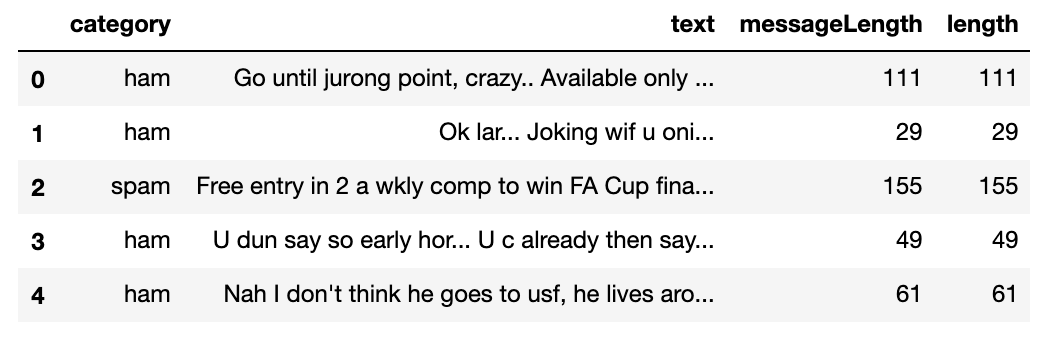 category text messageLength length
0 ham Go until jurong point, crazy.. Available only ... 111 111
1 ham Ok lar... Joking wif u oni... 29 29
2 spam Free entry in 2 a wkly comp to win FA Cup fina... 155 155
3 ham U dun say so early hor... U c already then say... 49 49
4 ham Nah I don't think he goes to usf, he lives aro... 61 61